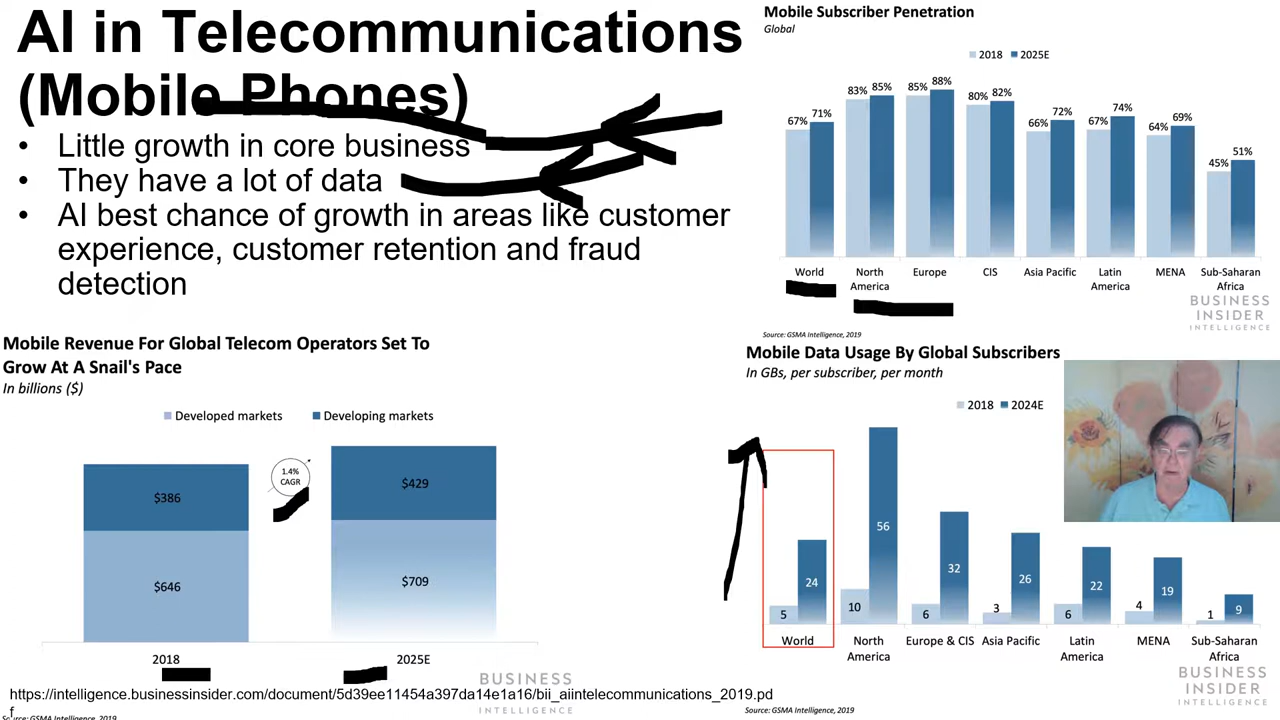 AI in Telecommunications
(Mobile Phones)
• Little growth in core business
• They have a lot of data
• AI best chance of growth in areas like customer
experience, customer retention and fraud
detection
Mobile Subscriber Penetration
Global
2018 2025E
67% 71% 83% 85% 85% 88% 80% 82% 66% 72% 67% 74% 64% 69% 45% 51%
World North America Europe CIS Asia Pacific Latin America MENA Sub-Saharan Africa
BUSINESS
INSIDER
INTELLIGENCE
Source: GSMA Intelligence, 2019
Mobile Revenue For Global Telecom Operators Set To
Grow At A Snail's Pace
In billions ($)
Developed markets Developing markets
1.4%
CAGR
$386 $429
$646 $709
2018 2025E
BUSINESS
INTELLIGENCE
https://intelligence.businessinsider.com/document/5d39ee11454a397da14e1a16/bii_aiintelecommunications_2019.pd
f
Source: GSMA Intelligence, 2019
Mobile Data Usage By Global Subscribers
In GBs, per subscriber, per month
2018 2024E
5 24 10 56 6 32 3 26 6 22 4 19 1 9
World North America Europe & CIS Asia Pacific Latin America MENA Sub-Saharan Africa
BUSINESS
INSIDER
INTELLIGENCE
Source: GSMA Intelligence, 2019